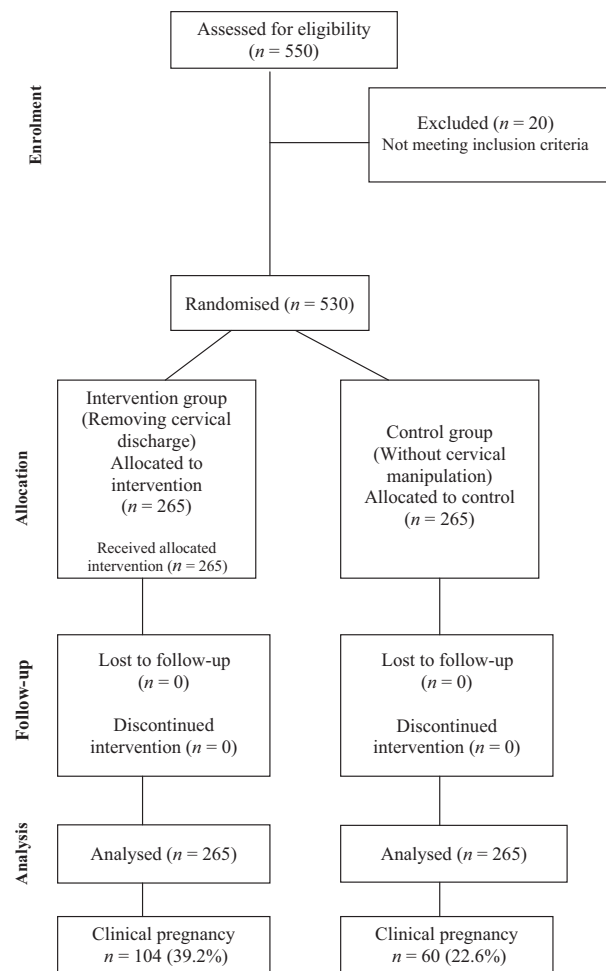 Assessed for eligibility
(n = 550)
Enrolment
Excluded (n = 20)
Not meeting inclusion criteria
Randomised (n = 530)
Allocation
Intervention group
(Removing cervical
discharge)
Allocated to
intervention
(n = 265)
Received allocated
intervention (n = 265)
Control group
(Without cervical
manipulation)
Allocated to control
(n = 265)
Follow-up
Lost to follow-up
(n = 0)
Discontinued
intervention (n = 0)
Lost to follow-up
(n = 0)
Discontinued
intervention (n = 0)
Analysis
Analysed (n = 265)
Analysed (n = 265)
Clinical pregnancy
n = 104 (39.2%)
Clinical pregnancy
n = 60 (22.6%)